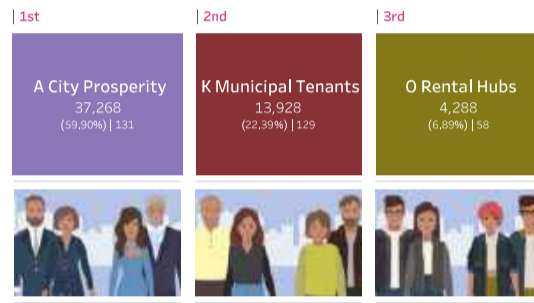 1st
2nd
3rd
A City Prosperity
37,268
(59,90%) | 131
K Municipal Tenants
13,928
(22,39%) | 129
O Rental Hubs
4,288
(6,89%) | 58